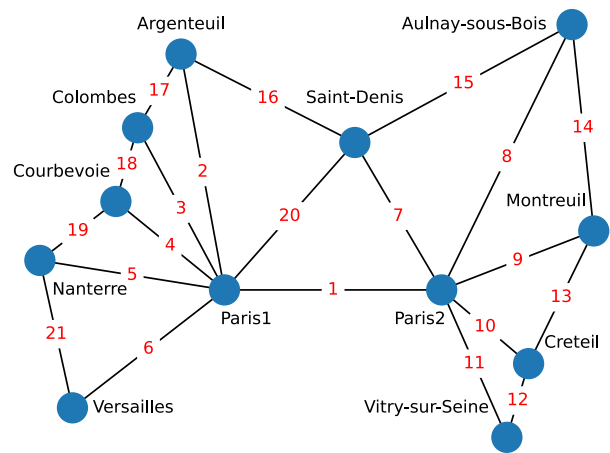 Argenteuil
Aulnay-sous-Bois
17
15
Colombes
16
Saint-Denis
14
18
2
8
Courbevoie
3
Montreuil
20
7
19
4
9
5
13
Nanterre
1
Paris1
Paris2
10
21
6
11
Creteil
12
Versailles
Vitry-sur-Seine